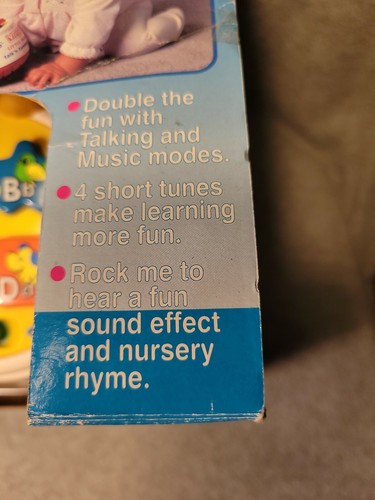 Double the
fun with
Talking and
Music modes.
4 short tunes
make learning
more fun.
Rock me to
hear a fun
sound effect
and nursery
rhyme.
B
D